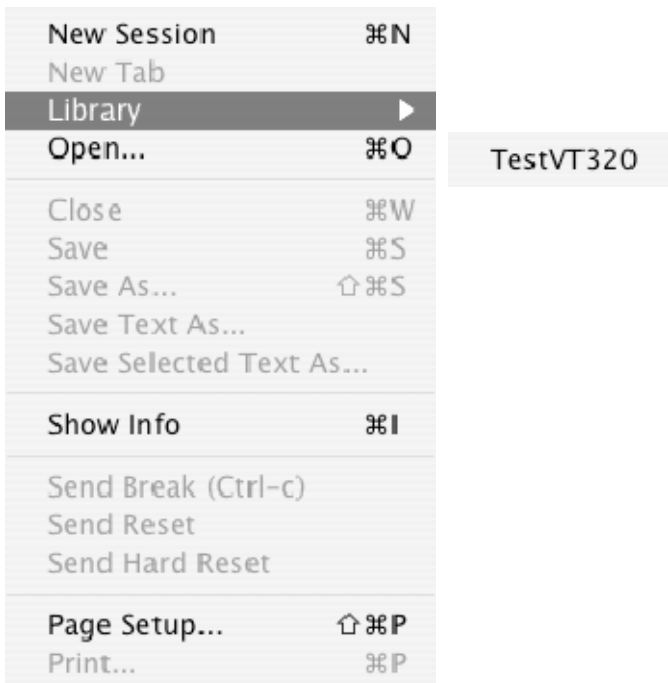 New Session ⌘N
New Tab
Library ▶
Open... ⌘O
TestVT320
Close ⌘W
Save ⌘S
Save As... ⇧⌘S
Save Text As...
Save Selected Text As...
Show Info ⌘I
Send Break (Ctrl-c)
Send Reset
Send Hard Reset
Page Setup... ⇧⌘P
Print... ⌘P